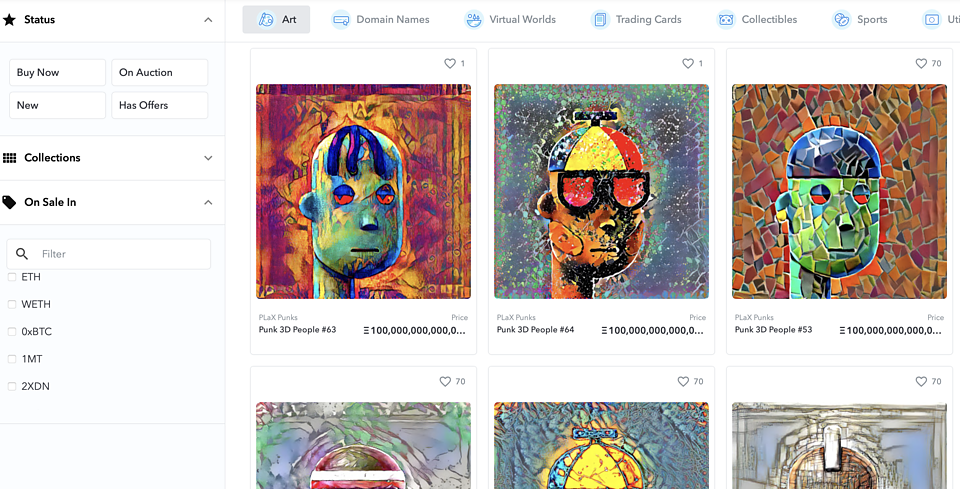 Status
Buy Now
On Auction
New
Has Offers
Collections
On Sale In
Filter
ETH
WETH
0xBTC
1MT
2XDN
Art
Domain Names
Virtual Worlds
Trading Cards
Collectibles
Sports
Uti
1
PLaX Punks
Price
Punk 3D People #63
Ξ 100,000,000,000,0...
1
PLaX Punks
Price
Punk 3D People #64
Ξ 100,000,000,000,0...
70
PLaX Punks
Price
Punk 3D People #53
Ξ 100,000,000,000,0...
70
70
70